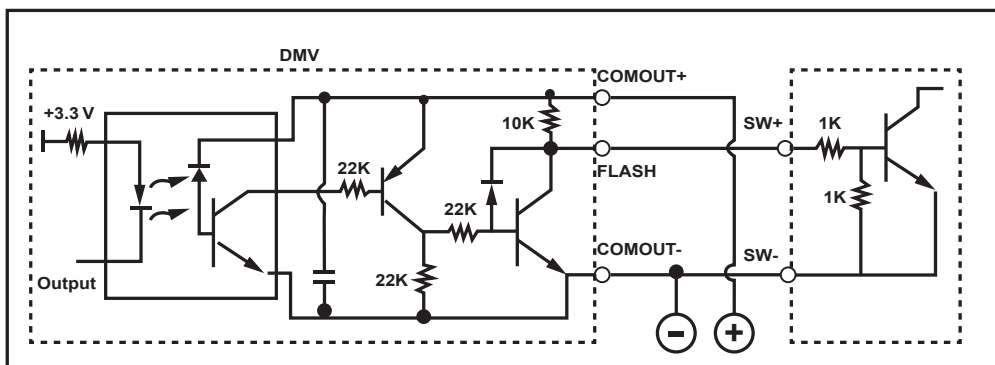 DMV
COMOUT+
+3.3 V
10K
SW+
1K
22K
FLASH
22K
1K
COMOUT-
SW-
22K
Output
- +